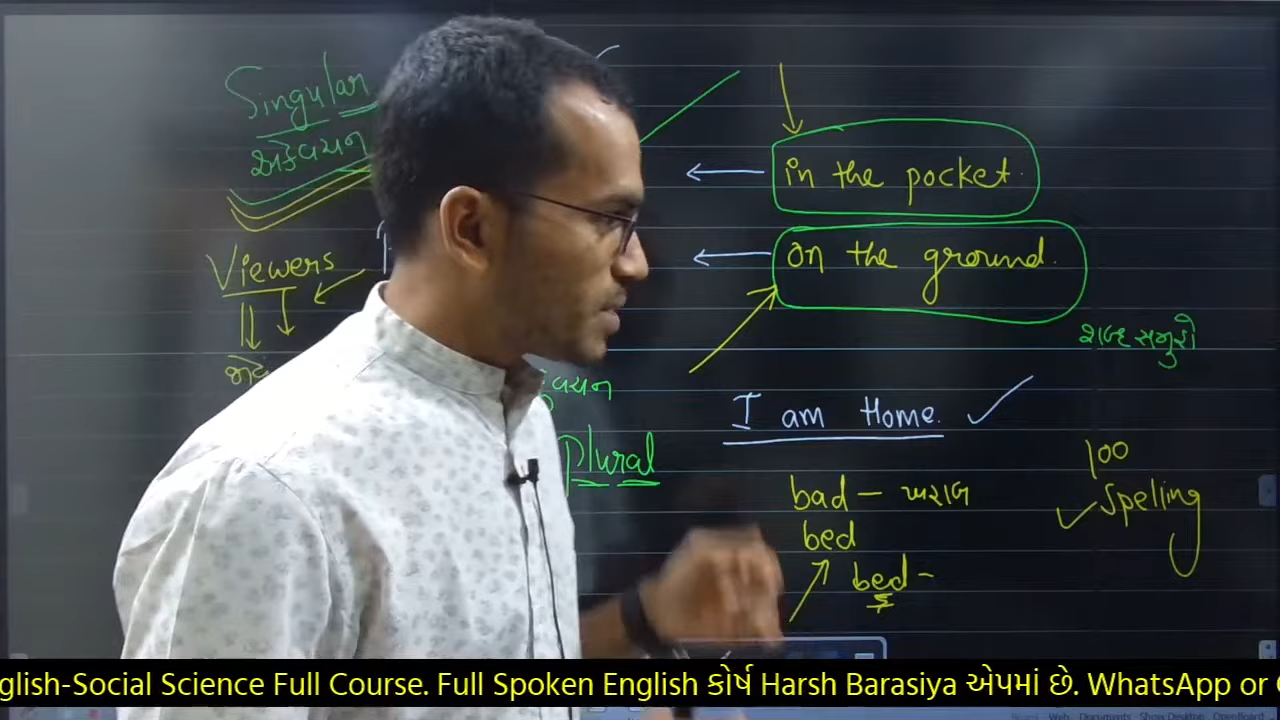 Singular
એકવચન
Viewers
in the pocket.
on the ground.
શબ્દ સમૂહો
વચન
Plural
I am Home.
bad – ખરાબ
bed
bed –
100
Spelling
glish-Social Science Full Course. Full Spoken English કોર્ષ Harsh Barasiya એપમાં છે. WhatsApp or